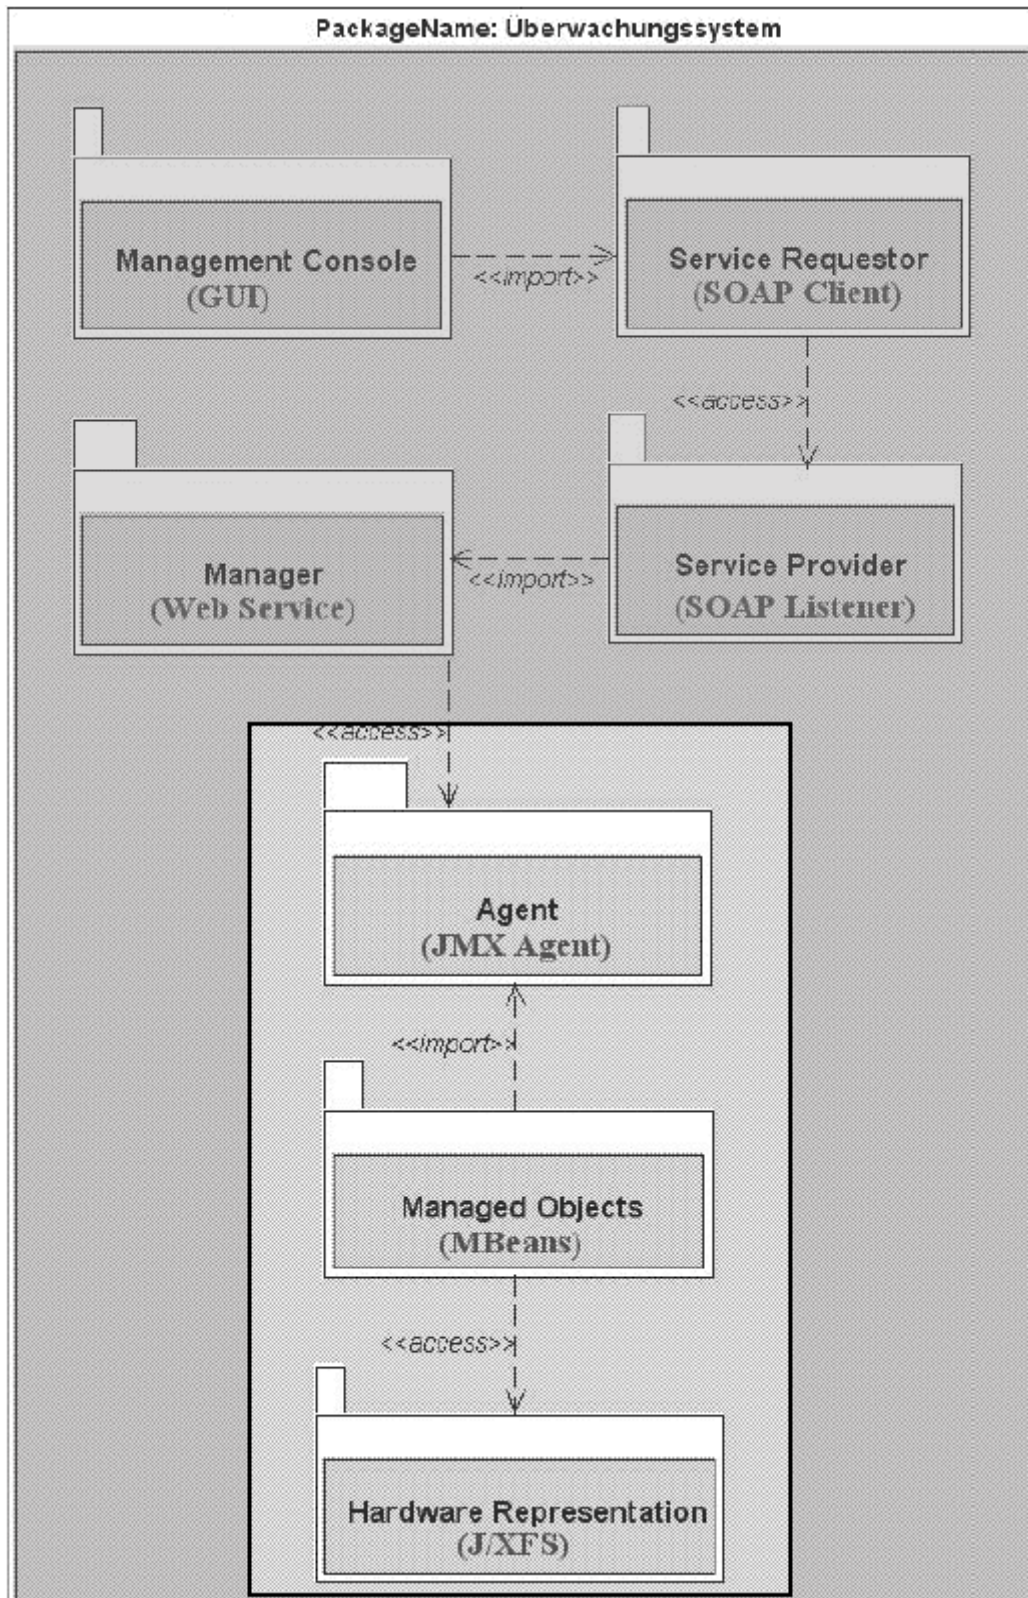 PackageName: Überwachungssystem
Management Console
(GUI)
<<import>>
Service Requestor
(SOAP Client)
<<access>>
Manager
(Web Service)
<<import>>
Service Provider
(SOAP Listener)
<<access>>
Agent
(JMX Agent)
<<import>>
Managed Objects
(MBeans)
<<access>>
Hardware Representation
(J/XFS)